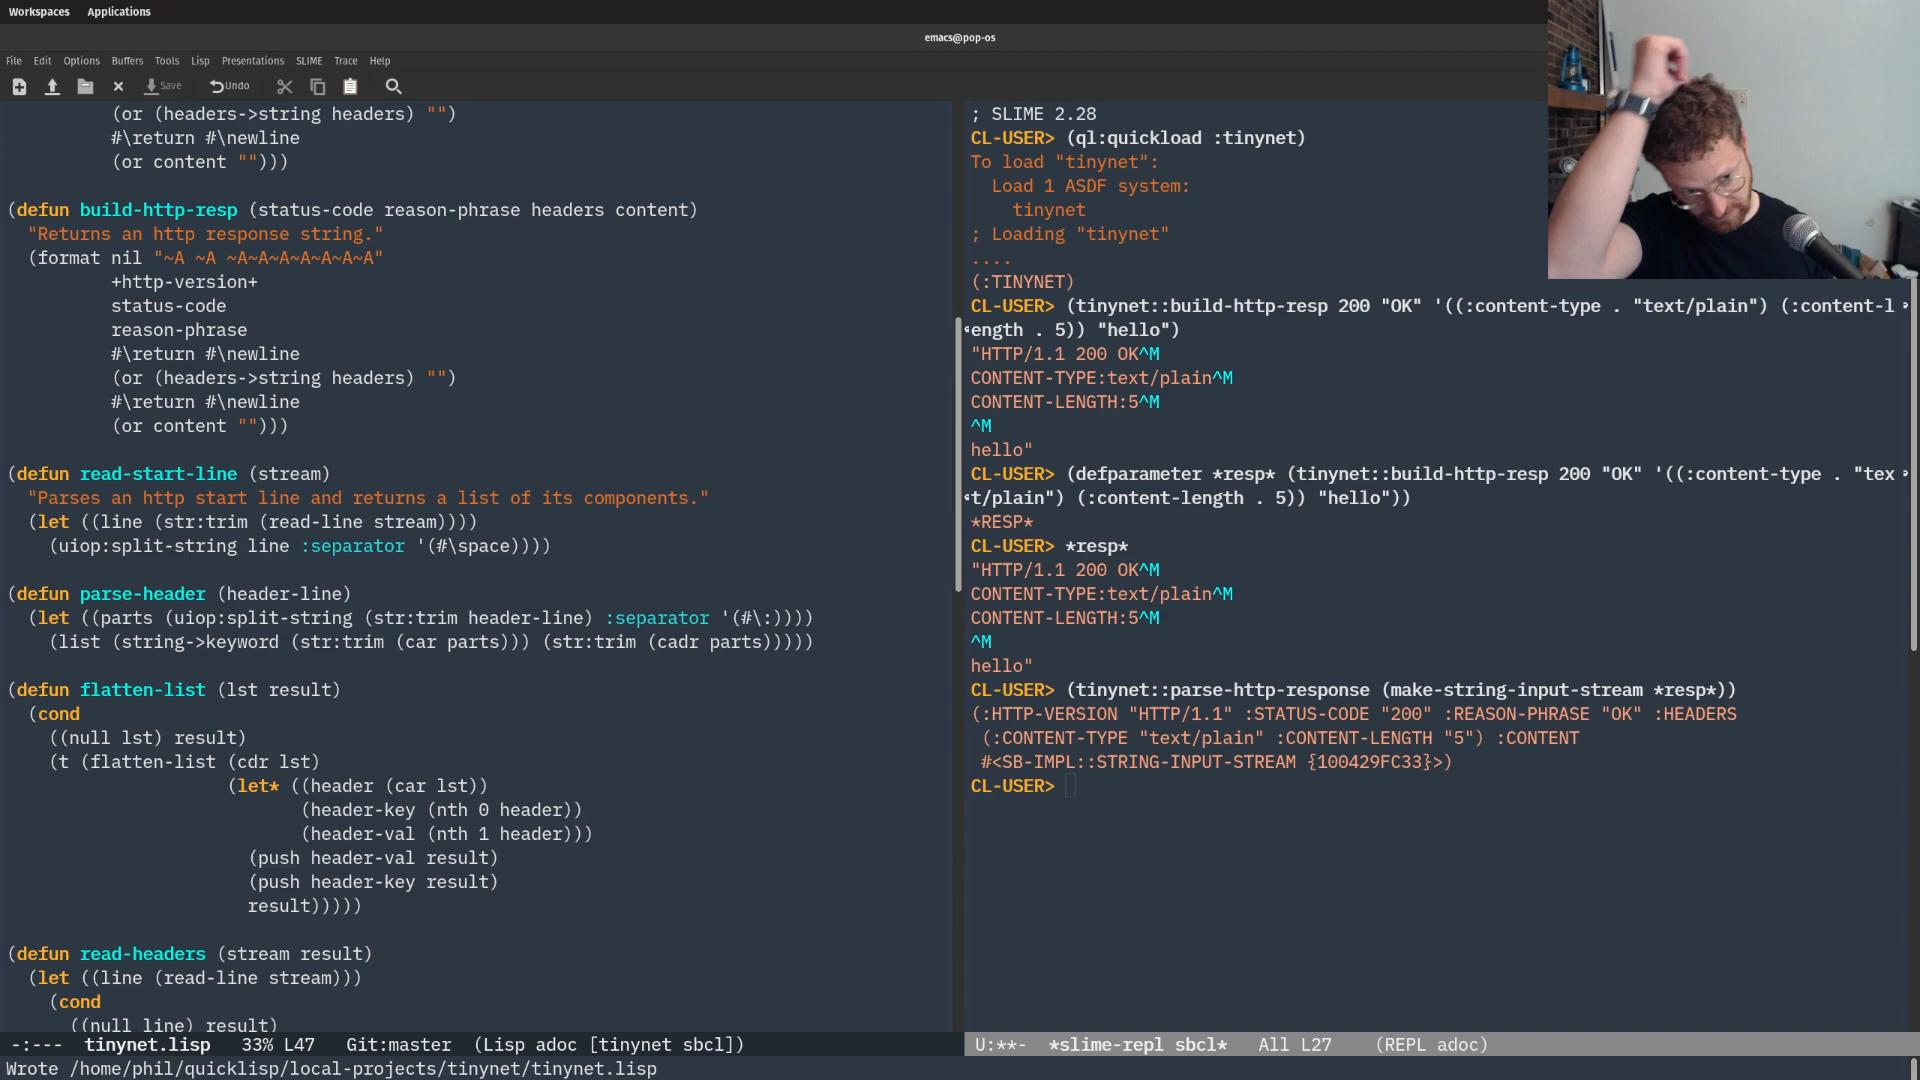 Workspaces Applications
emacs@pop-os
File Edit Options Buffers Tools Lisp Presentations SLIME Trace Help
Save Undo
(or (headers->string headers) "")
#\return #\newline
(or content "")))
(defun build-http-resp (status-code reason-phrase headers content)
"Returns an http response string."
(format nil "~A ~A ~A~A~A~A~A~A~A"
+http-version+
status-code
reason-phrase
#\return #\newline
(or (headers->string headers) "")
#\return #\newline
(or content "")))
(defun read-start-line (stream)
"Parses an http start line and returns a list of its components."
(let ((line (str:trim (read-line stream))))
(uiop:split-string line :separator '(#\space))))
(defun parse-header (header-line)
(let ((parts (uiop:split-string (str:trim header-line) :separator '(#\:))))
(list (string->keyword (str:trim (car parts))) (str:trim (cadr parts)))))
(defun flatten-list (lst result)
(cond
((null lst) result)
(t (flatten-list (cdr lst)
(let* ((header (car lst))
(header-key (nth 0 header))
(header-val (nth 1 header)))
(push header-val result)
(push header-key result)
result)))))
(defun read-headers (stream result)
(let ((line (read-line stream)))
(cond
((null line) result)
-:--- tinynet.lisp 33% L47 Git:master (Lisp adoc [tinynet sbcl])
Wrote /home/phil/quicklisp/local-projects/tinynet/tinynet.lisp
; SLIME 2.28
CL-USER> (ql:quickload :tinynet)
To load "tinynet":
Load 1 ASDF system:
tinynet
; Loading "tinynet"
....
(:TINYNET)
CL-USER> (tinynet::build-http-resp 200 "OK" '((:content-type . "text/plain") (:content-l
ength . 5)) "hello")
"HTTP/1.1 200 OK^M
CONTENT-TYPE:text/plain^M
CONTENT-LENGTH:5^M
^M
hello"
CL-USER> (defparameter *resp* (tinynet::build-http-resp 200 "OK" '((:content-type . "tex
t/plain") (:content-length . 5)) "hello"))
*RESP*
CL-USER> *resp*
"HTTP/1.1 200 OK^M
CONTENT-TYPE:text/plain^M
CONTENT-LENGTH:5^M
^M
hello"
CL-USER> (tinynet::parse-http-response (make-string-input-stream *resp*))
(:HTTP-VERSION "HTTP/1.1" :STATUS-CODE "200" :REASON-PHRASE "OK" :HEADERS
(:CONTENT-TYPE "text/plain" :CONTENT-LENGTH "5") :CONTENT
#<SB-IMPL::STRING-INPUT-STREAM {100429FC33}>)
CL-USER>
U:**- *slime-repl sbcl* All L27 (REPL adoc)